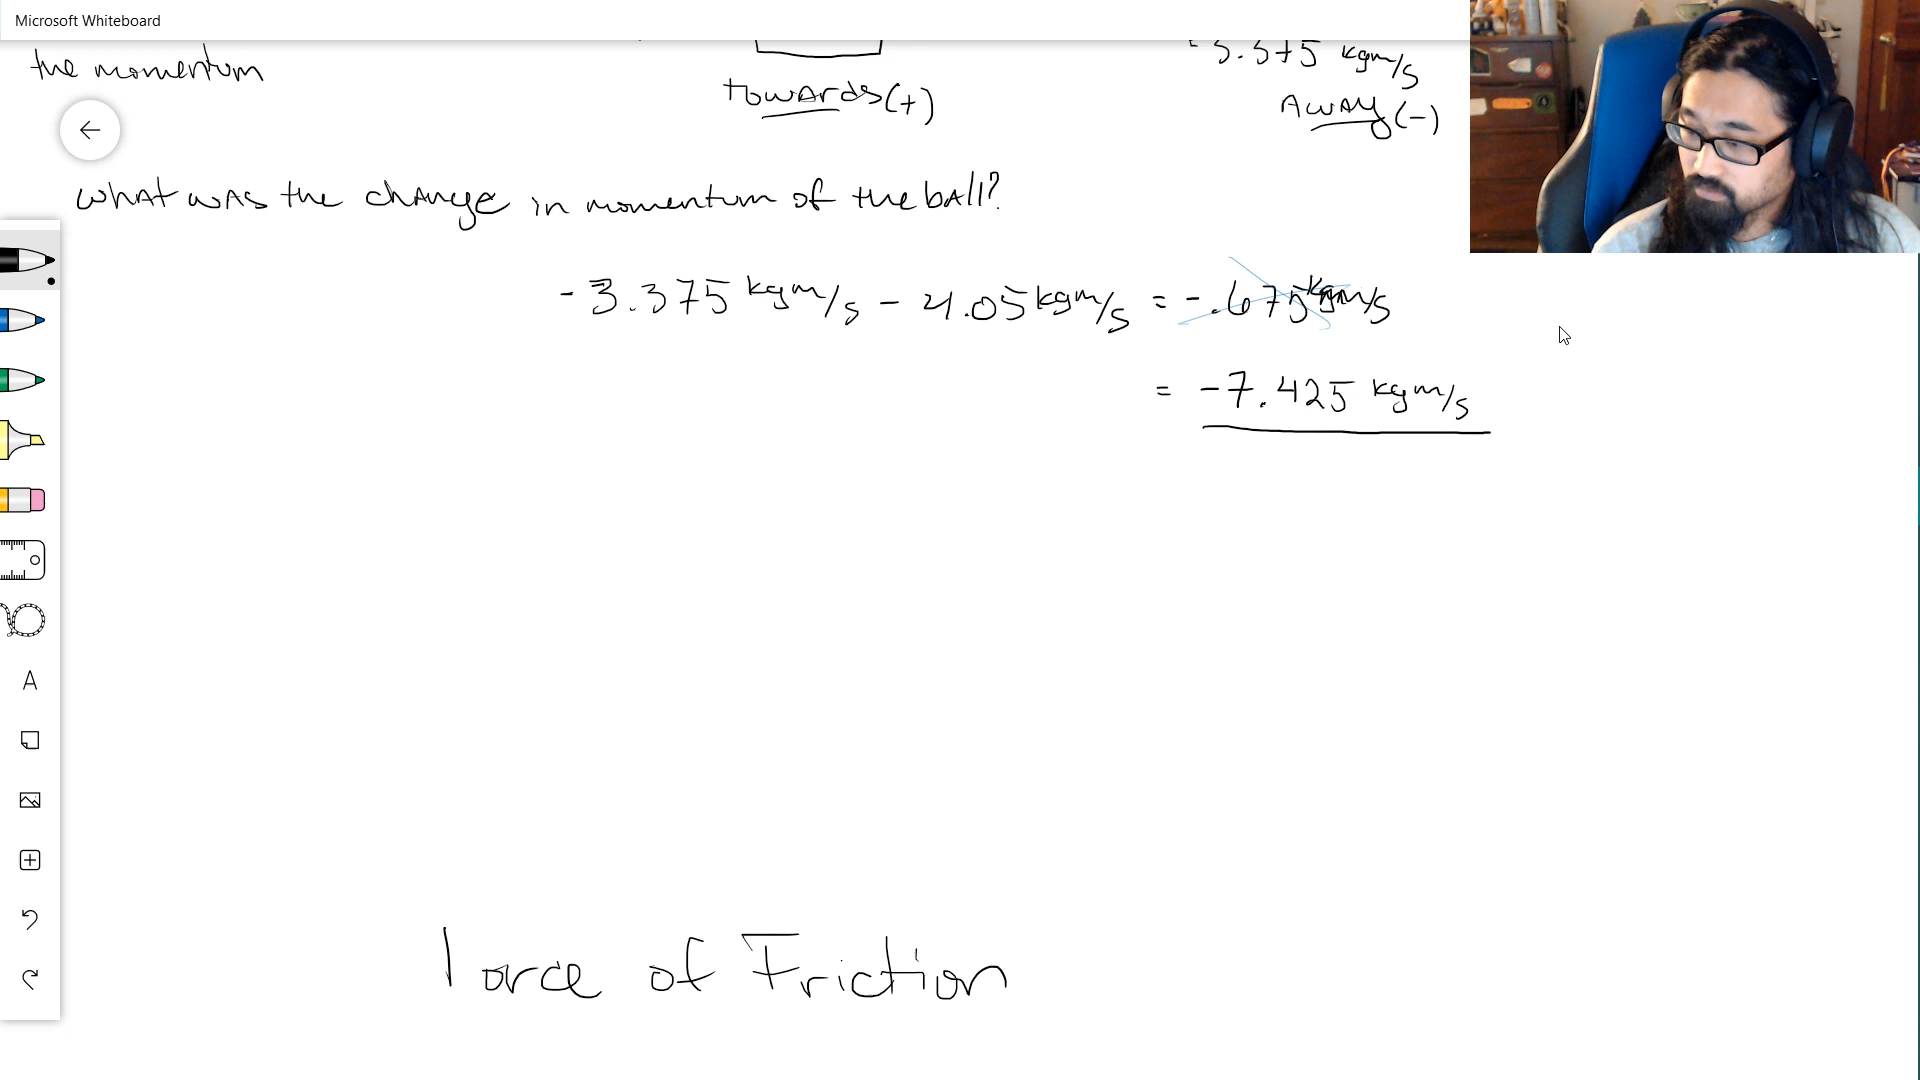 Microsoft Whiteboard
the momentum
towards (+)
-3.375 kgm/s
Away (-)
What was the change in momentum of the ball?
-3.375 kgm/s - 4.05 kgm/s = -.675 kgm/s
= -7.425 kgm/s
A
Force of Friction